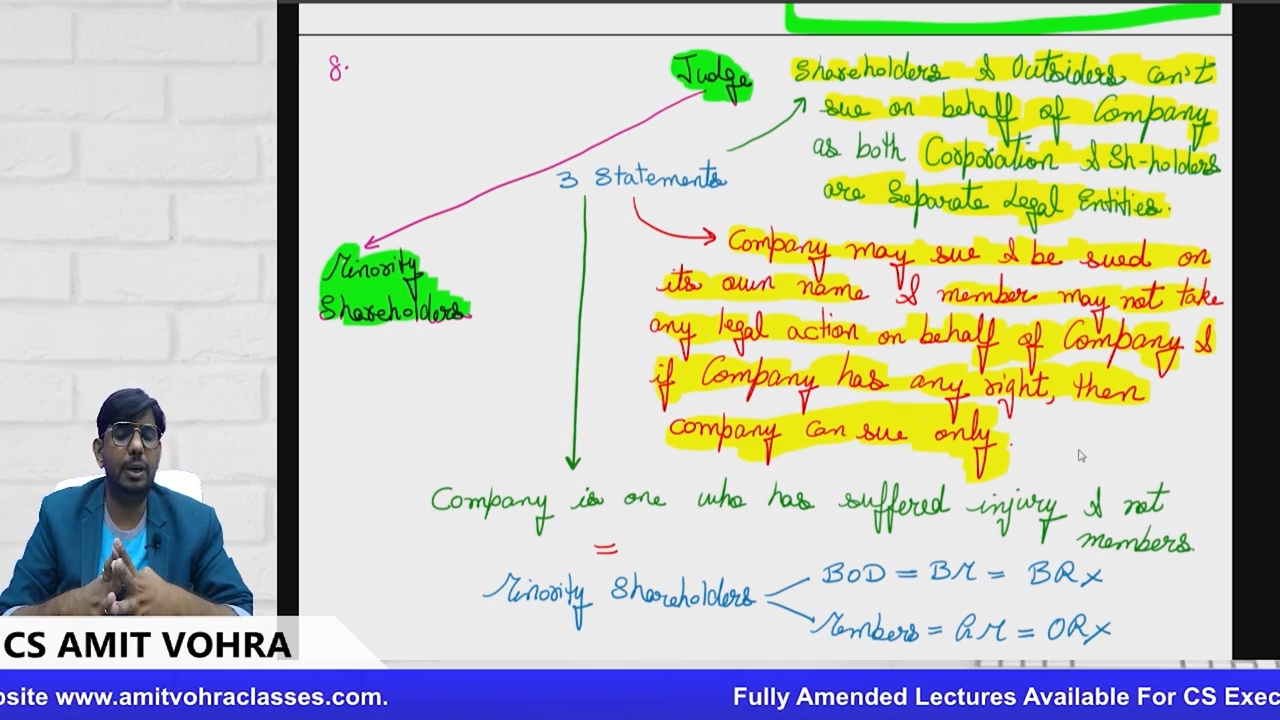 8.
Judge
3 Statements
Shareholders & Outsiders can't
sue on behalf of Company
as both Corporation & Sh-holders
are Separate Legal Entities.
Minority
Shareholders
Company may sue & be sued on
its own name & member may not take
any legal action on behalf of Company &
if Company has any right, then
company can sue only.
Company is one who has suffered injury & not
members.
=
Minority Shareholders
BOD = BM = BRX
Members = GM = ORX
CS AMIT VOHRA
bsite www.amitvohraclasses.com.
Fully Amended Lectures Available For CS Exec